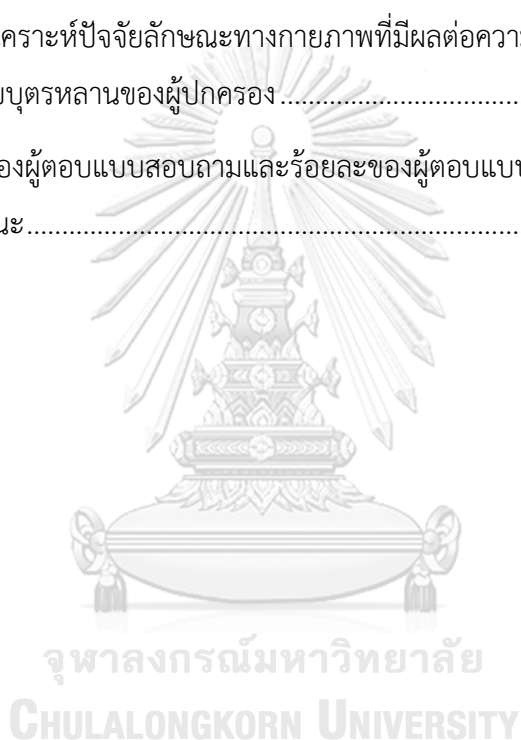 เคราะห์ปัจจัยลักษณะทางกายภาพที่มีผลต่อควา
บุตรหลานของผู้ปกครอง
องผู้ตอบแบบสอบถามและร้อยละของผู้ตอบแบบ
นะ
จุฬาลงกรณ์มหาวิทยาลัย
CHULALONGKORN UNIVERSITY